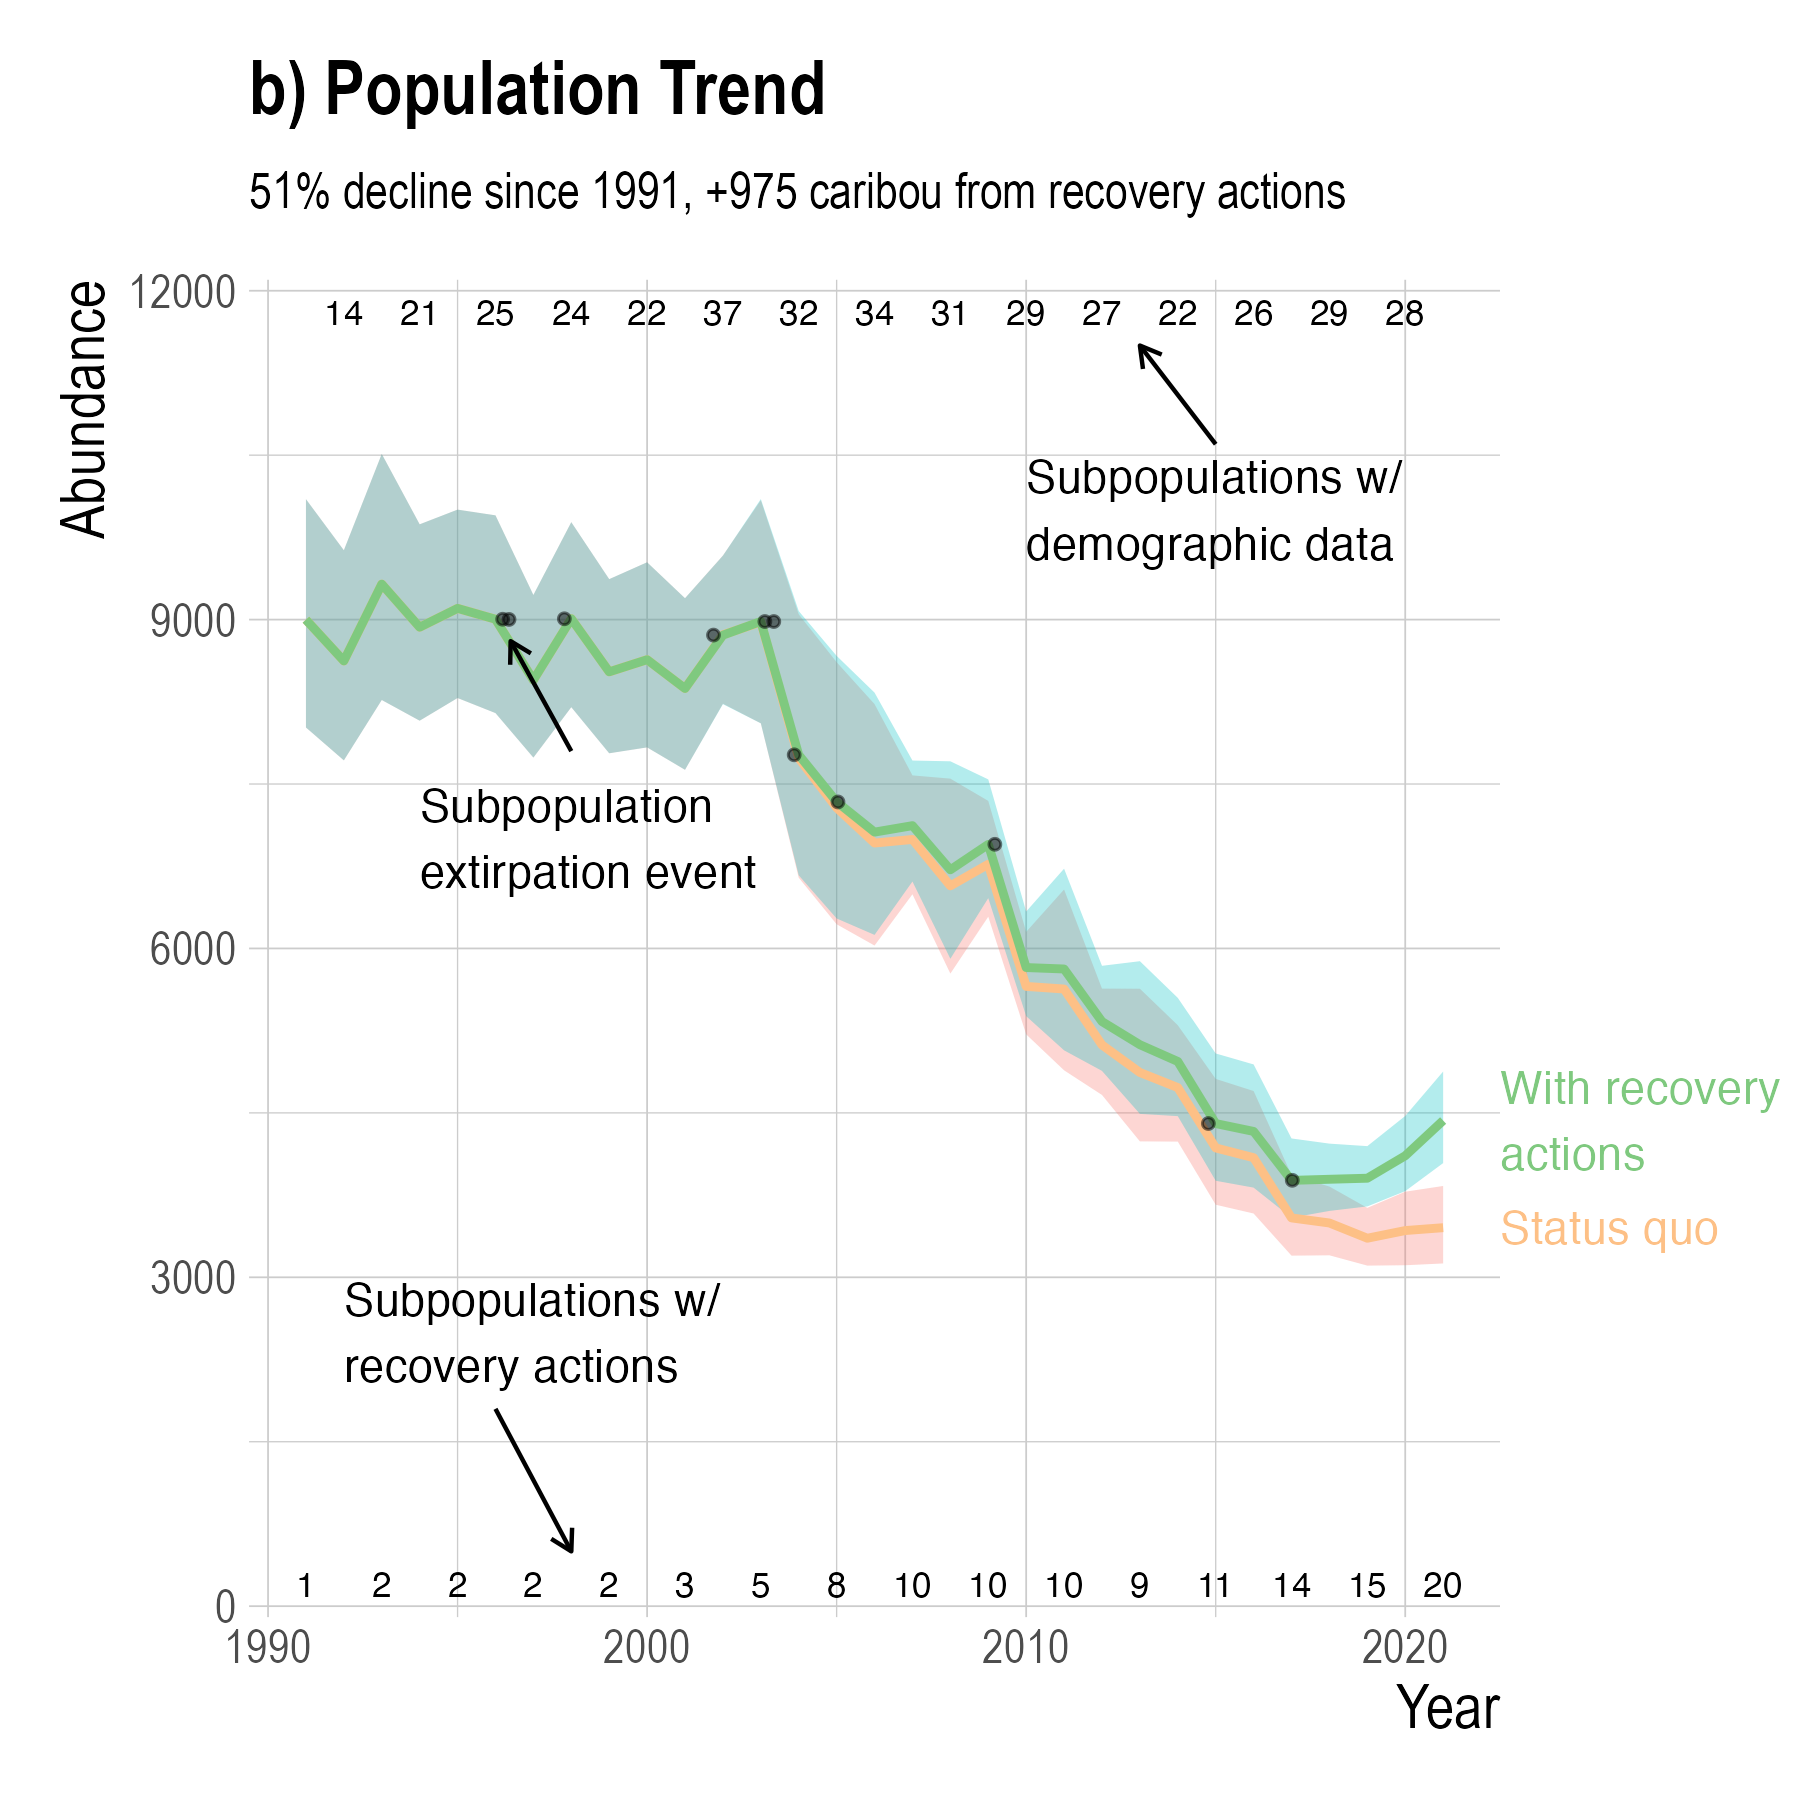 b) Population Trend
51% decline since 1991, +975 caribou from recovery actions
Abundance
12000
14 21 25 24 22 37 32 34 31 29 27 22 26 29 28
Subpopulations w/
demographic data
9000
Subpopulation
extirpation event
6000
With recovery
actions
Status quo
3000
Subpopulations w/
recovery actions
1 2 2 2 2 3 5 8 10 10 10 9 11 14 15 20
0
1990 2000 2010 2020
Year